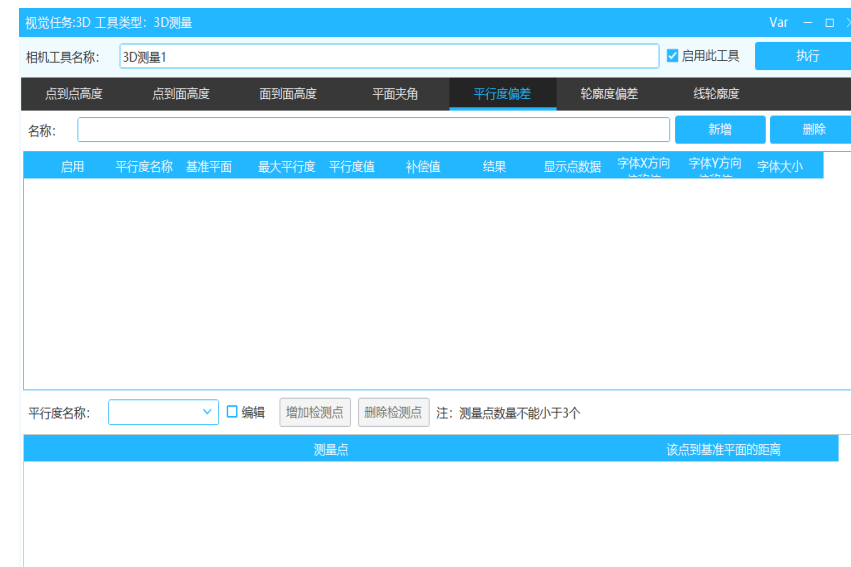 视觉任务:3D 工具类型：3D测量 Var
相机工具名称: 3D测量1 启用此工具 执行
点到点高度 点到面高度 面到面高度 平面夹角 平行度偏差 轮廓度偏差 线轮廓度
名称: 新增 删除
启用 平行度名称 基准平面 最大平行度 平行度值 补偿值 结果 显示点数据 字体X方向 字体Y方向 字体大小
平行度名称: 编辑 增加检测点 删除检测点 注：测量点数量不能小于3个
测量点 该点到基准平面的距离